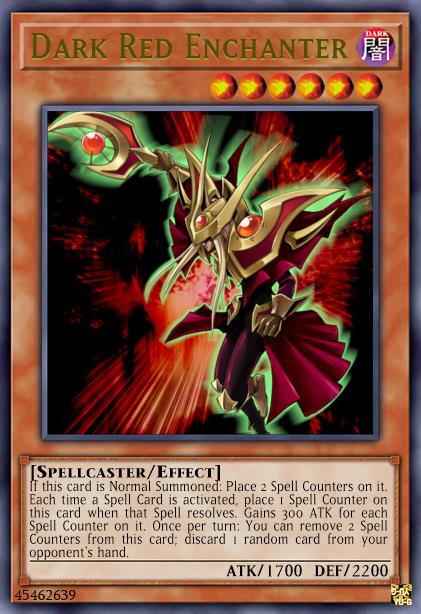 Dark Red Enchanter
DARK
闇
[Spellcaster/Effect]
If this card is Normal Summoned: Place 2 Spell Counters on it.
Each time a Spell Card is activated, place 1 Spell Counter on
this card when that Spell resolves. Gains 300 ATK for each
Spell Counter on it. Once per turn: You can remove 2 Spell
Counters from this card; discard 1 random card from your
opponent's hand.
ATK/1700 DEF/2200
45462639